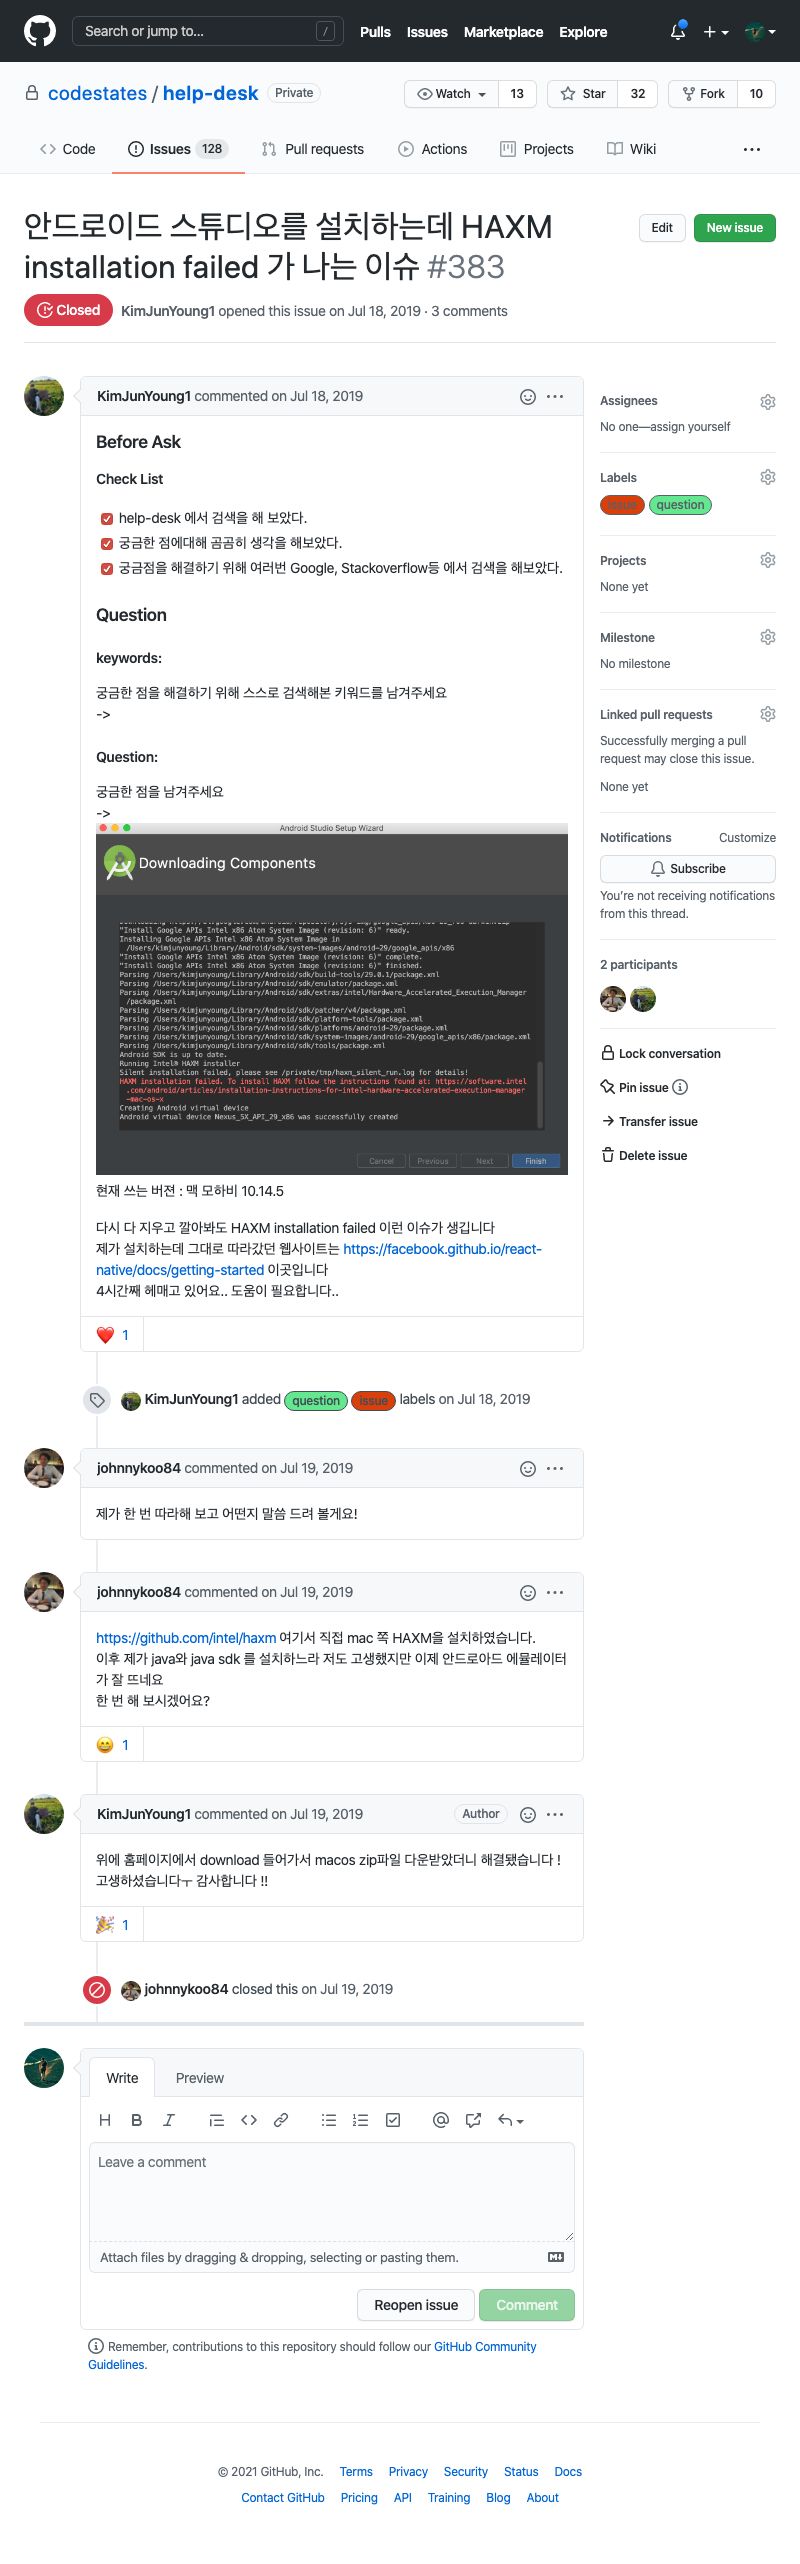 Search or jump to... /
Pulls Issues Marketplace Explore
codestates / help-desk Private
Watch 13 Star 32 Fork 10
Code Issues 128 Pull requests Actions Projects Wiki ...
안드로이드 스튜디오를 설치하는데 HAXM
installation failed 가 나는 이슈 #383
Edit New issue
Closed KimJunYoung1 opened this issue on Jul 18, 2019 · 3 comments
KimJunYoung1 commented on Jul 18, 2019
Before Ask
Check List
help-desk 에서 검색을 해 보았다.
궁금한 점에대해 곰곰히 생각을 해보았다.
궁금점을 해결하기 위해 여러번 Google, Stackoverflow등 에서 검색을 해보았다.
Question
keywords:
궁금한 점을 해결하기 위해 스스로 검색해본 키워드를 남겨주세요
->
Question:
궁금한 점을 남겨주세요
->
Android Studio Setup Wizard
Downloading Components
"Install Google APIs Intel x86 Atom System Image (revision: 6)" ready.
Installing Google APIs Intel x86 Atom System Image in
/Users/kimjunyoung/Library/Android/sdk/system-images/android-29/google_apis/x86
"Install Google APIs Intel x86 Atom System Image (revision: 6)" complete.
"Install Google APIs Intel x86 Atom System Image (revision: 6)" finished.
Parsing /Users/kimjunyoung/Library/Android/sdk/build-tools/29.0.1/package.xml
Parsing /Users/kimjunyoung/Library/Android/sdk/emulator/package.xml
Parsing /Users/kimjunyoung/Library/Android/sdk/extras/intel/Hardware_Accelerated_Execution_Manager
/package.xml
Parsing /Users/kimjunyoung/Library/Android/sdk/patcher/v4/package.xml
Parsing /Users/kimjunyoung/Library/Android/sdk/platform-tools/package.xml
Parsing /Users/kimjunyoung/Library/Android/sdk/platforms/android-29/package.xml
Parsing /Users/kimjunyoung/Library/Android/sdk/system-images/android-29/google_apis/x86/package.xml
Parsing /Users/kimjunyoung/Library/Android/sdk/tools/package.xml
Android SDK is up to date.
Running Intel® HAXM installer
Silent installation failed, please see /private/tmp/haxm_silent_run.log for details!
HAXM installation failed. To install HAXM follow the instructions found at: https://software.intel
.com/android/articles/installation-instructions-for-intel-hardware-accelerated-execution-manager
-mac-os-x
Creating Android virtual device
Android virtual device Nexus_5X_API_29_x86 was successfully created
Cancel Previous Next Finish
현재 쓰는 버젼 : 맥 모하비 10.14.5
다시 다 지우고 깔아봐도 HAXM installation failed 이런 이슈가 생깁니다
제가 설치하는데 그대로 따라갔던 웹사이트는 https://facebook.github.io/react-
native/docs/getting-started 이곳입니다
4시간째 헤매고 있어요.. 도움이 필요합니다..
❤️ 1
KimJunYoung1 added question issue labels on Jul 18, 2019
johnnykoo84 commented on Jul 19, 2019
제가 한 번 따라해 보고 어떤지 말씀 드려 볼게요!
johnnykoo84 commented on Jul 19, 2019
https://github.com/intel/haxm 여기서 직접 mac 쪽 HAXM을 설치하였습니다.
이후 제가 java와 java sdk 를 설치하느라 저도 고생했지만 이제 안드로아드 에뮬레이터
가 잘 뜨네요
한 번 해 보시겠어요?
😄 1
KimJunYoung1 commented on Jul 19, 2019 Author
위에 홈페이지에서 download 들어가서 macos zip파일 다운받았더니 해결됐습니다 !
고생하셨습니다ㅜ 감사합니다 !!
🎉 1
johnnykoo84 closed this on Jul 19, 2019
Write Preview
Leave a comment
Attach files by dragging & dropping, selecting or pasting them.
Reopen issue Comment
Remember, contributions to this repository should follow our GitHub Community
Guidelines.
Assignees
No one—assign yourself
Labels
issue question
Projects
None yet
Milestone
No milestone
Linked pull requests
Successfully merging a pull
request may close this issue.
None yet
Notifications Customize
Subscribe
You're not receiving notifications
from this thread.
2 participants
Lock conversation
Pin issue
Transfer issue
Delete issue
© 2021 GitHub, Inc. Terms Privacy Security Status Docs
Contact GitHub Pricing API Training Blog About